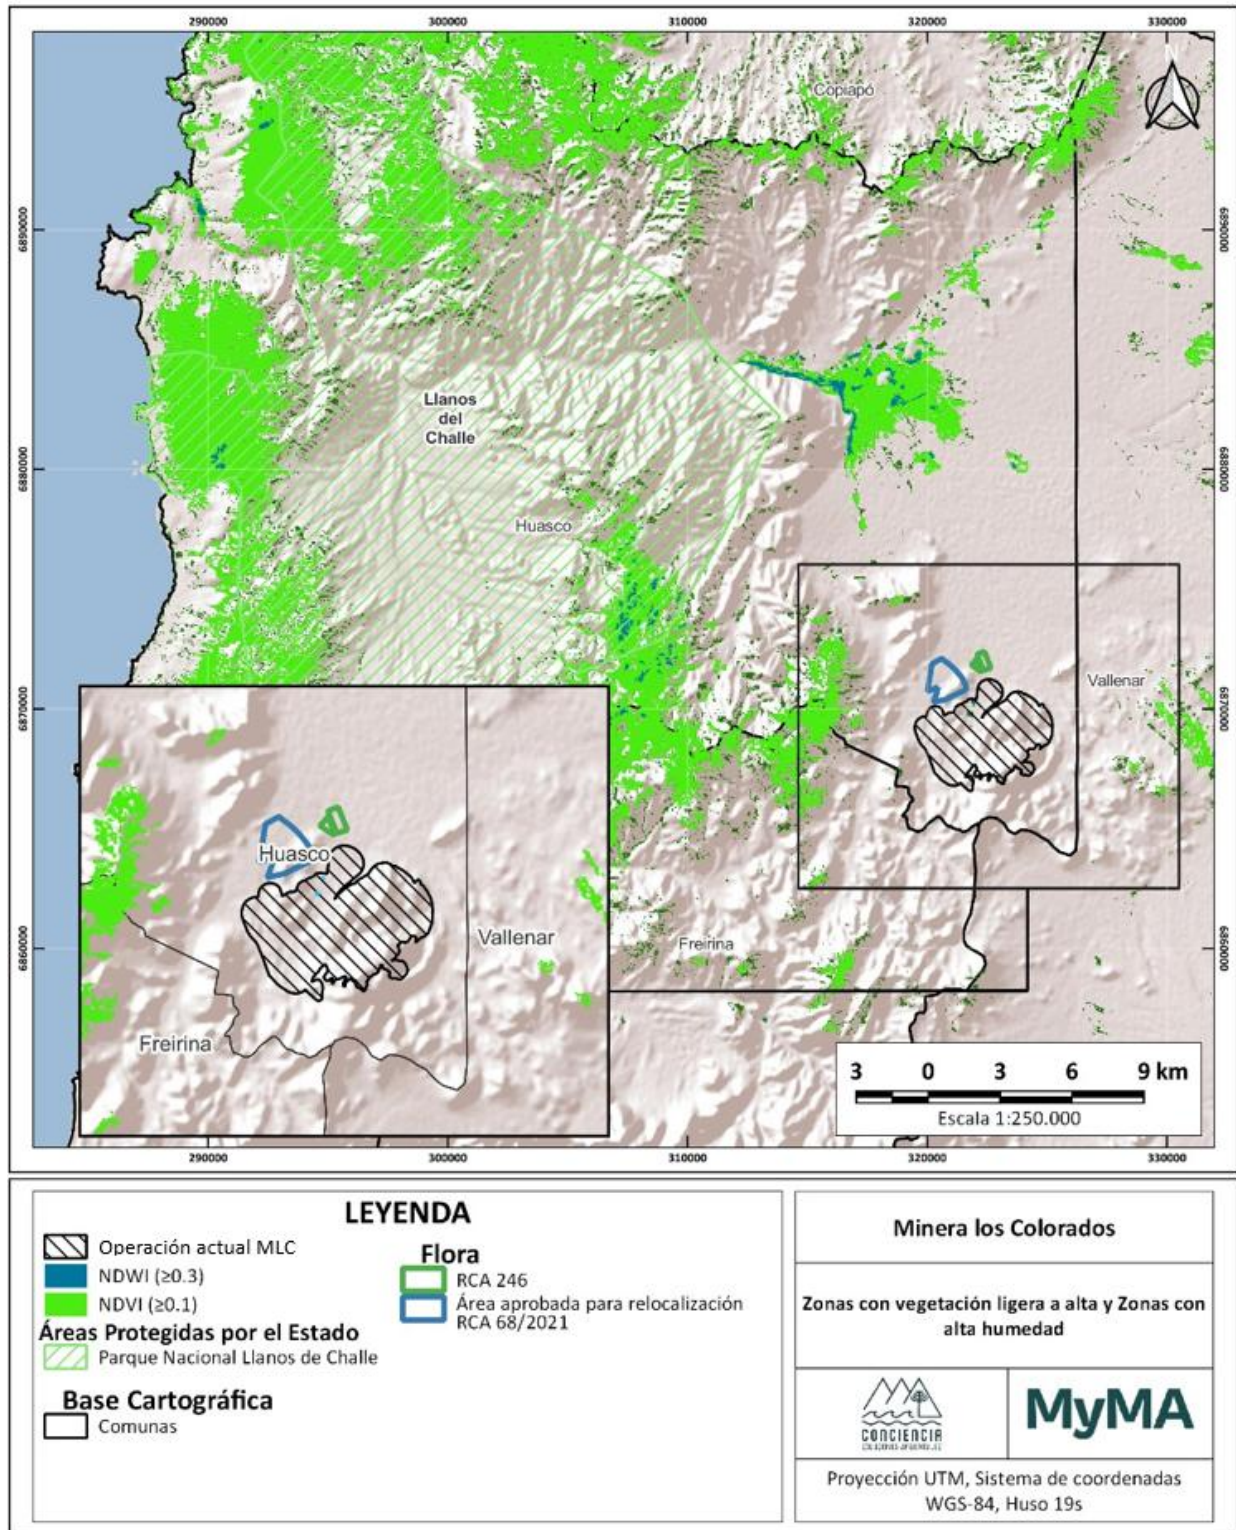 290000 300000 310000 320000 330000
N
Copiapó
6890000 6890000
Llanos
del
Challe
6880000 6880000
Huasco
Vallenar
6870000 6870000
Huasco
Vallenar
Freirina
6860000 6860000
Freirina
3 0 3 6 9 km
Escala 1:250.000
290000 300000 310000 320000 330000
LEYENDA
Operación actual MLC
NDWI (≥0.3)
NDVI (≥0.1)
Áreas Protegidas por el Estado
Parque Nacional Llanos de Challe
Base Cartográfica
Comunas
Flora
RCA 246
Área aprobada para relocalización
RCA 68/2021
Minera los Colorados
Zonas con vegetación ligera a alta y Zonas con
alta humedad
CONCIENCIA
MyMA
Proyección UTM, Sistema de coordenadas
WGS-84, Huso 19s